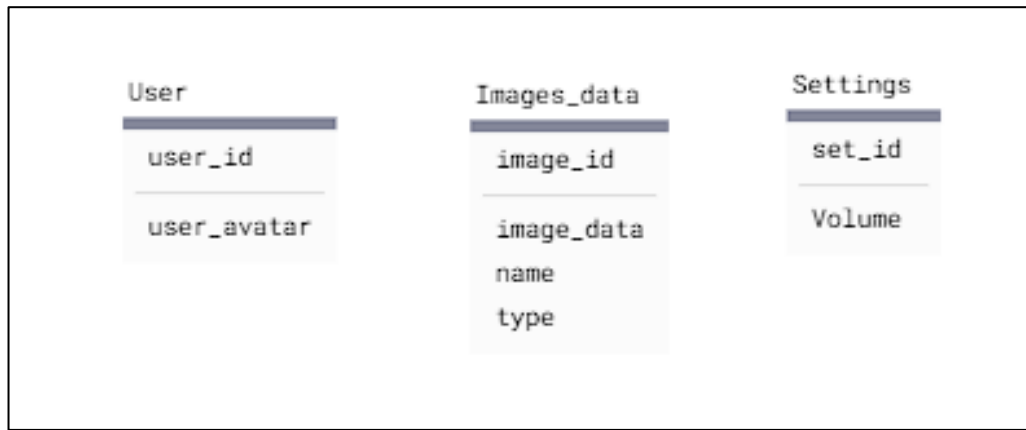 User
user_id
user_avatar
Images_data
image_id
image_data
name
type
Settings
set_id
Volume